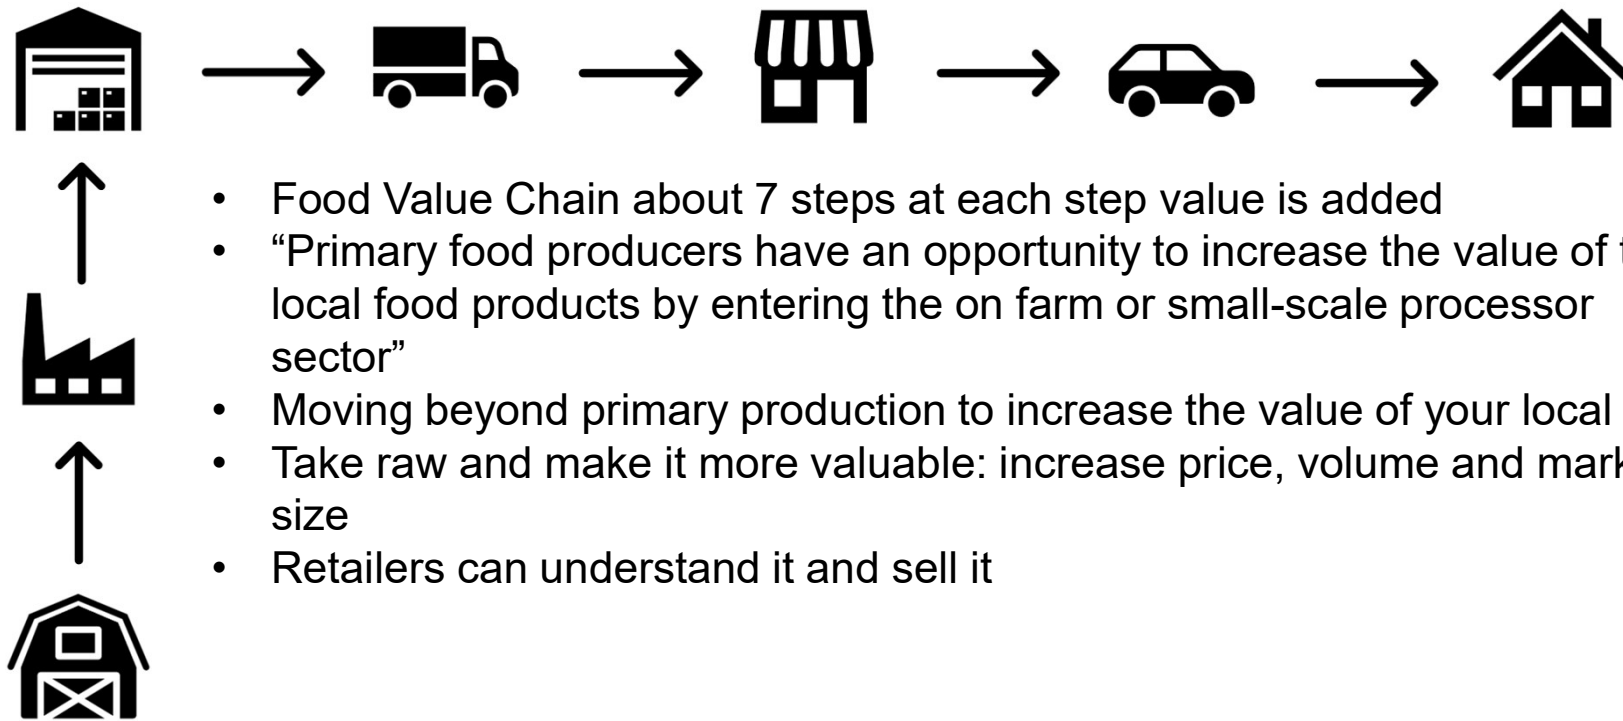 • Food Value Chain about 7 steps at each step value is added
• “Primary food producers have an opportunity to increase the value of
local food products by entering the on farm or small-scale processor
sector”
• Moving beyond primary production to increase the value of your local
• Take raw and make it more valuable: increase price, volume and
size
• Retailers can understand it and sell it